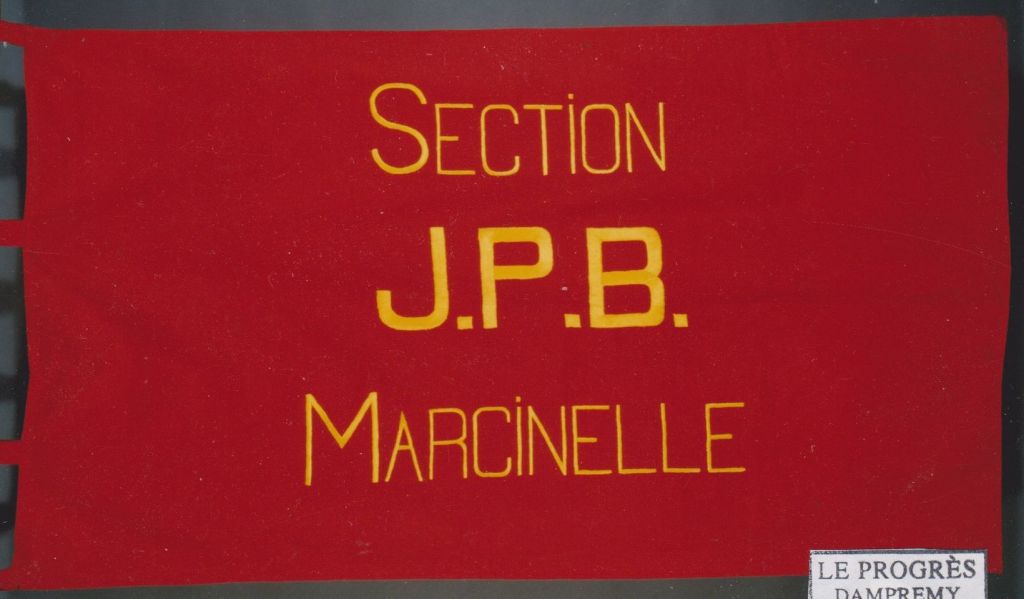 SECTiON
J.P.B.
MARCiNELLE
LE PROGRÈS
DAMPREMY